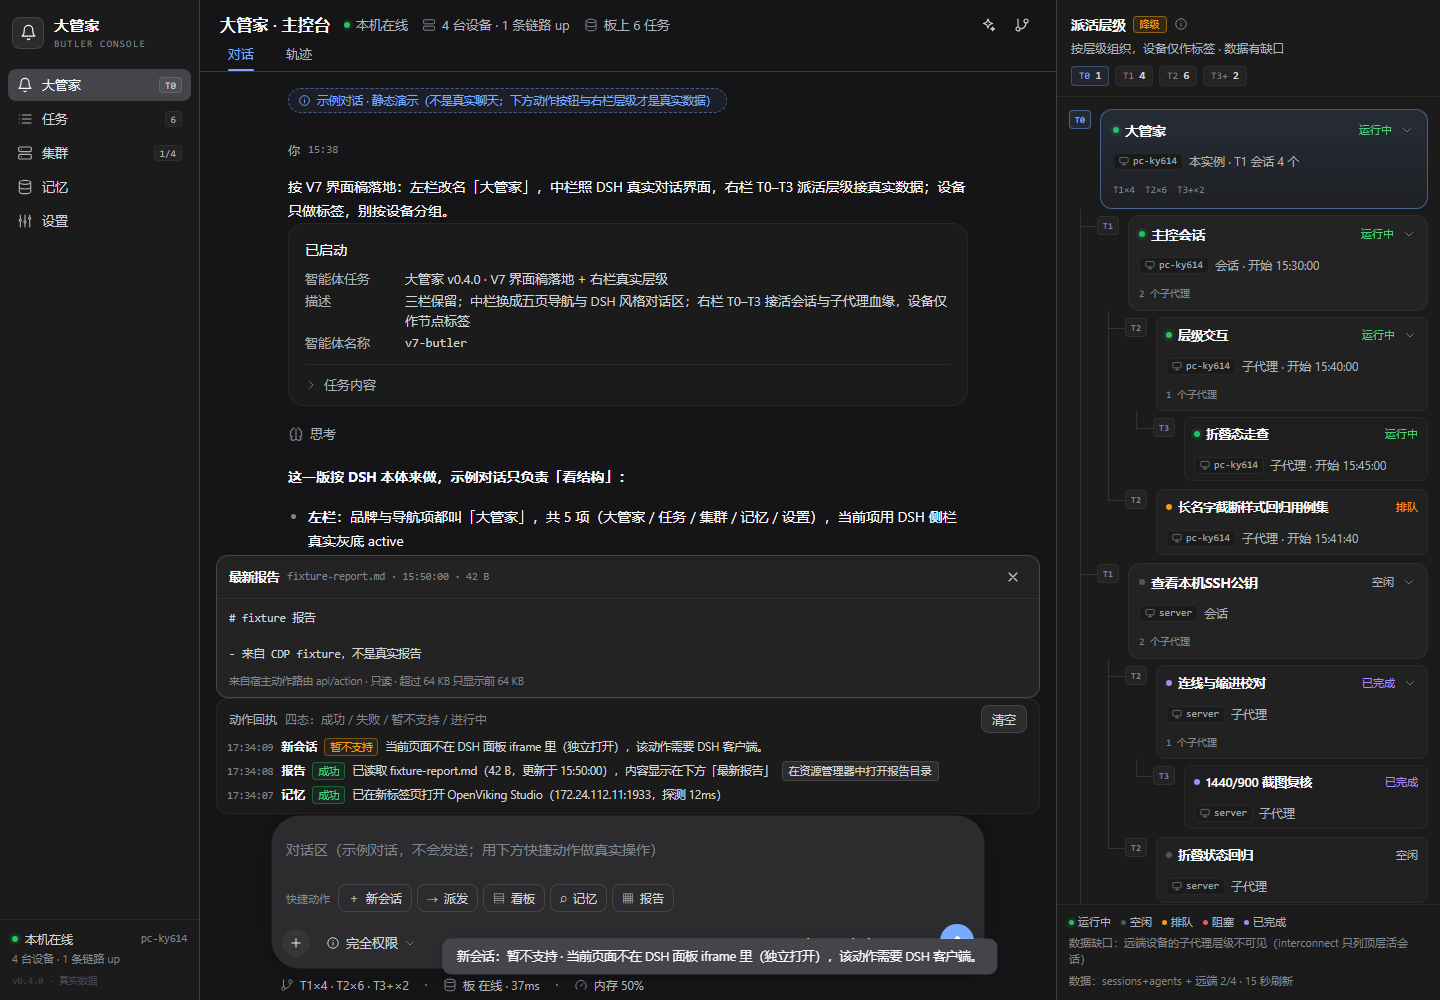 大管家
BUTLER CONSOLE
大管家 T0
任务 6
集群 1/4
记忆
设置
本机在线 pc-ky614
4 台设备 · 1 条链路 up
v0.4.0 · 真实数据
大管家 · 主控台 本机在线 4 台设备 · 1 条链路 up 板上 6 任务
对话 轨迹
示例对话 · 静态演示（不是真实聊天；下方动作按钮与右栏层级才是真实数据）
你 15:38
按 V7 界面稿落地：左栏改名「大管家」，中栏照 DSH 真实对话界面，右栏 T0–T3 派活层级接真实数据；设备
只做标签，别按设备分组。
已启动
智能体任务 大管家 v0.4.0 · V7 界面稿落地 + 右栏真实层级
描述 三栏保留；中栏换成五页导航与 DSH 风格对话区；右栏 T0–T3 接活会话与子代理血缘，设备仅
作节点标签
智能体名称 v7-butler
任务内容
思考
这一版按 DSH 本体来做，示例对话只负责「看结构」：
左栏：品牌与导航项都叫「大管家」，共 5 项（大管家 / 任务 / 集群 / 记忆 / 设置），当前项用 DSH 侧栏
真实灰底 active
最新报告 fixture-report.md · 15:50:00 · 42 B
# fixture 报告
- 来自 CDP fixture，不是真实报告
来自宿主动作路由 api/action · 只读 · 超过 64 KB 只显示前 64 KB
动作回执 四态：成功 / 失败 / 暂不支持 / 进行中 清空
17:34:09 新会话 暂不支持 当前页面不在 DSH 面板 iframe 里（独立打开），该动作需要 DSH 客户端。
17:34:08 报告 成功 已读取 fixture-report.md（42 B，更新于 15:50:00），内容显示在下方「最新报告」 在资源管理器中打开报告目录
17:34:07 记忆 成功 已在新标签页打开 OpenViking Studio（172.24.112.11:1933，探测 12ms）
对话区（示例对话，不会发送；用下方快捷动作做真实操作）
快捷动作 + 新会话 派发 看板 记忆 报告
完全权限
新会话：暂不支持 · 当前页面不在 DSH 面板 iframe 里（独立打开），该动作需要 DSH 客户端。
T1×4 · T2×6 · T3+×2 · 板 在线 · 37ms · 内存 50%
派活层级 降级
按层级组织，设备仅作标签 · 数据有缺口
T0 1 T1 4 T2 6 T3+ 2
T0 大管家 运行中
pc-ky614 本实例 · T1 会话 4 个
T1×4 T2×6 T3+×2
T1 主控会话 运行中
pc-ky614 会话 · 开始 15:30:00
2 个子代理
T2 层级交互 运行中
pc-ky614 子代理 · 开始 15:40:00
1 个子代理
T3 折叠态走查 运行中
pc-ky614 子代理 · 开始 15:45:00
T2 长名字截断样式回归用例集 排队
pc-ky614 子代理 · 开始 15:41:40
T1 查看本机SSH公钥 空闲
server 会话
2 个子代理
T2 连线与缩进校对 已完成
server 子代理
1 个子代理
T3 1440/900 截图复核 已完成
server 子代理
T2 折叠状态回归 空闲
server 子代理
运行中 空闲 排队 阻塞 已完成
数据缺口：远端设备的子代理层级不可见（interconnect 只列顶层活会
话）
数据：sessions+agents + 远端 2/4 · 15 秒刷新